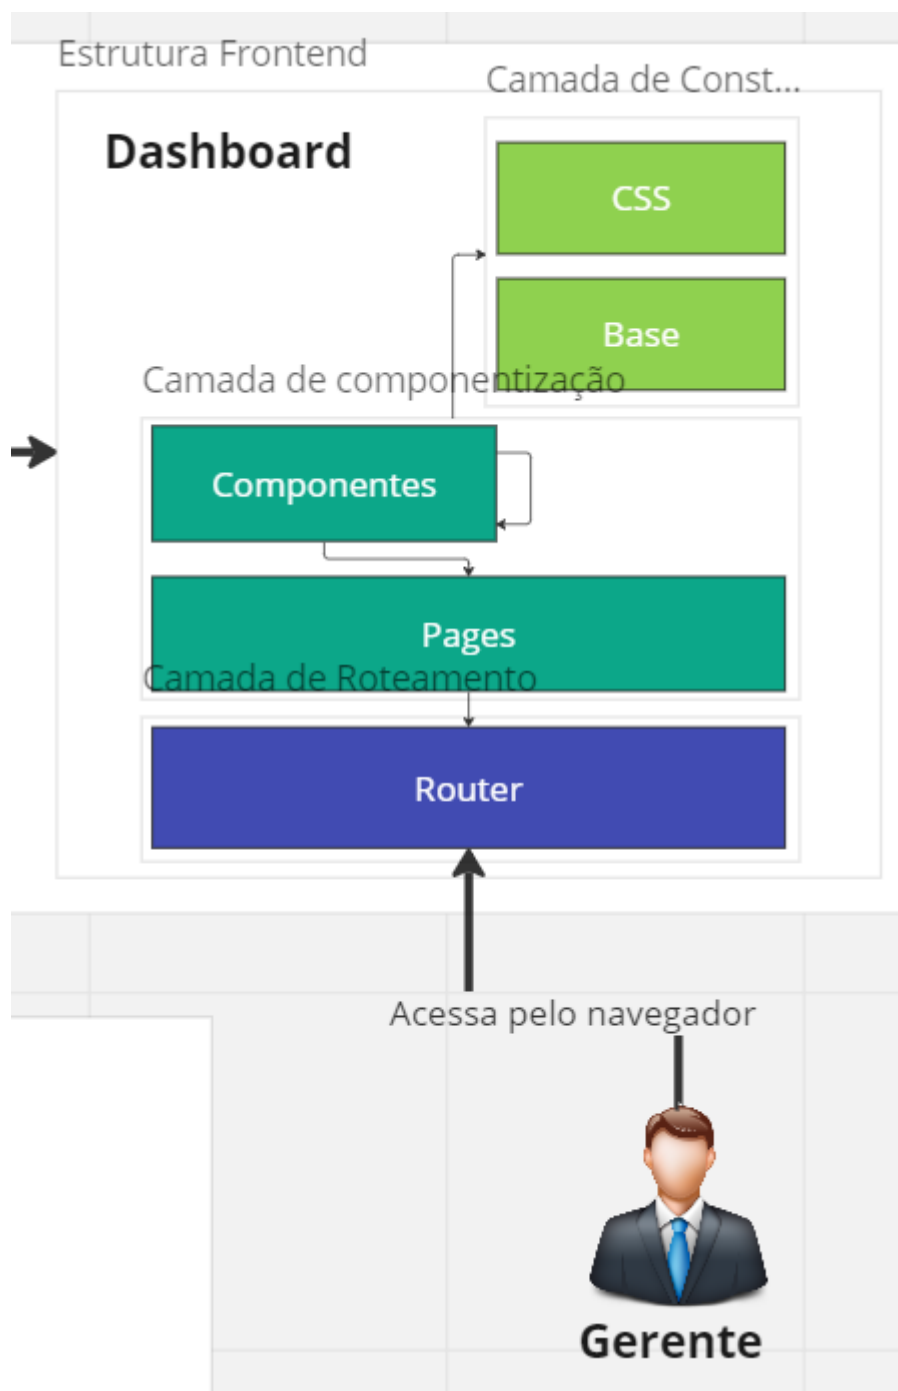 Estrutura Frontend
Camada de Const...
Dashboard
CSS
Base
Camada de componentização
Componentes
Pages
Camada de Roteamento
Router
Acessa pelo navegador
Gerente